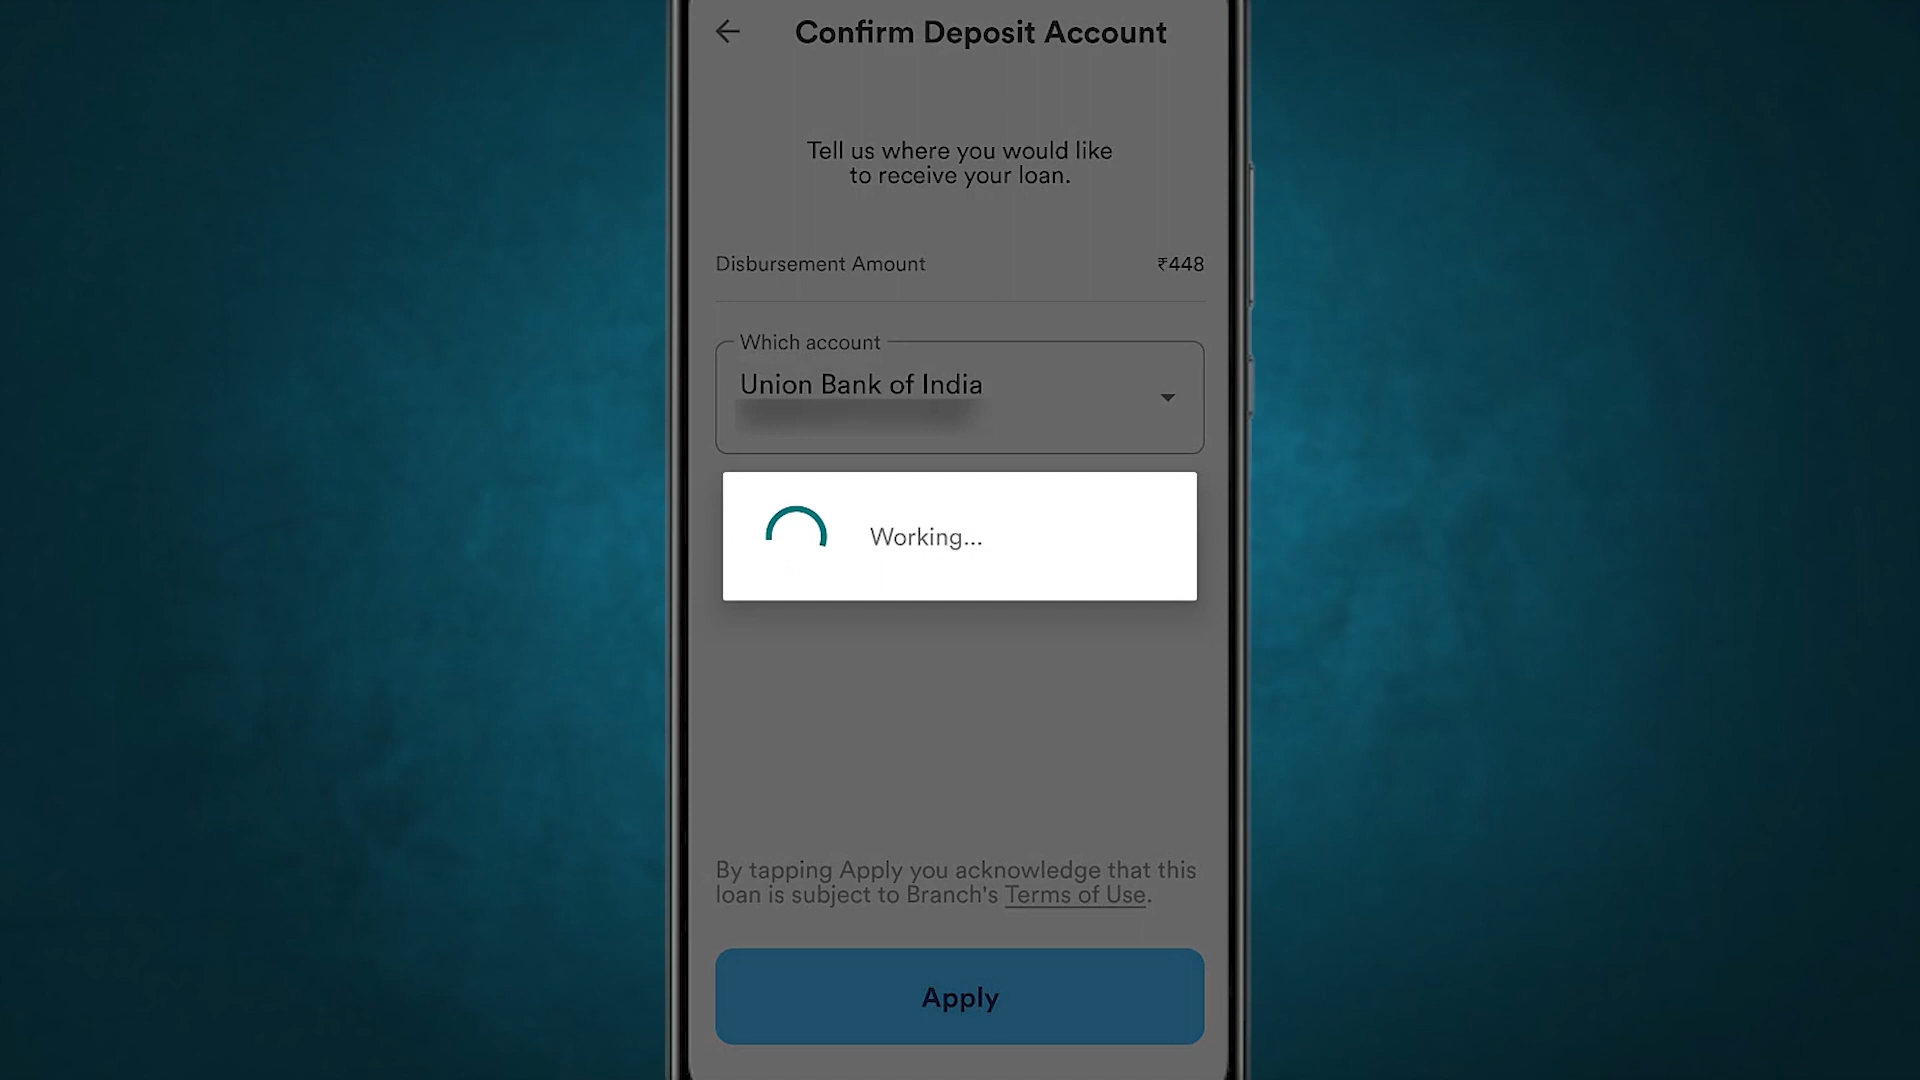 Confirm Deposit Account
Tell us where you would like
to receive your loan.
Disbursement Amount ₹448
Which account
Union Bank of India
Working...
By tapping Apply you acknowledge that this
loan is subject to Branch's Terms of Use.
Apply